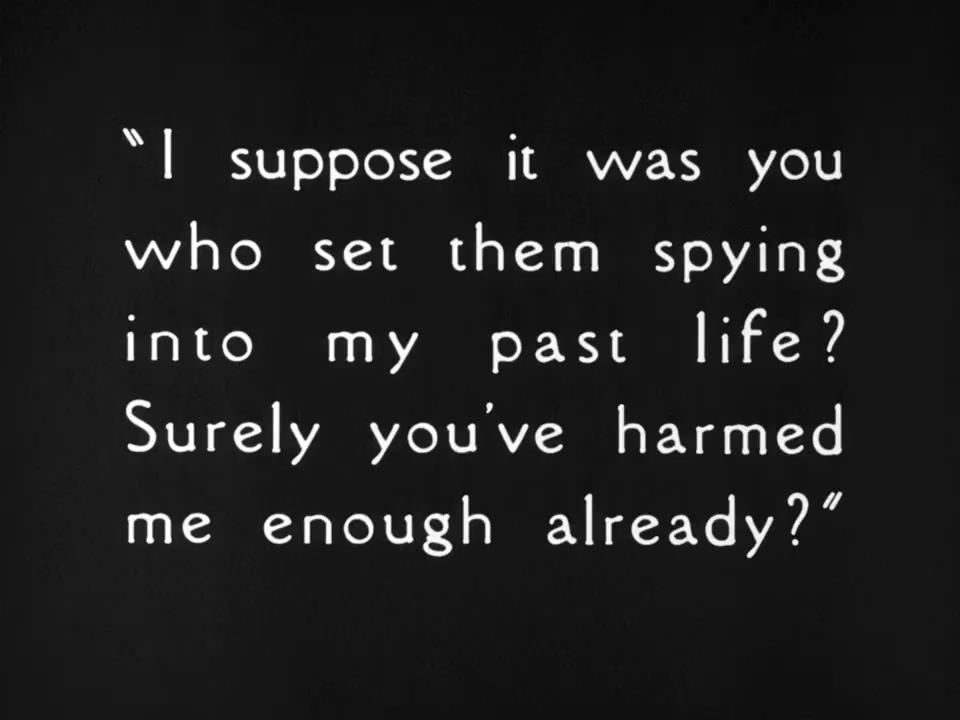 "I suppose it was you
who set them spying
into my past life?
Surely you've harmed
me enough already?"